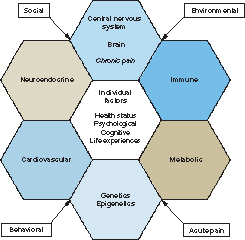 Social
Environmental
Central nervous
system
Brain
Chronic pain
Neuroendocrine
Immune
Individual
factors
Health status
Psychological
Cognitive
Life experiences
Cardiovascular
Metabolic
Genetics
Epigenetics
Behavioral
Acute pain